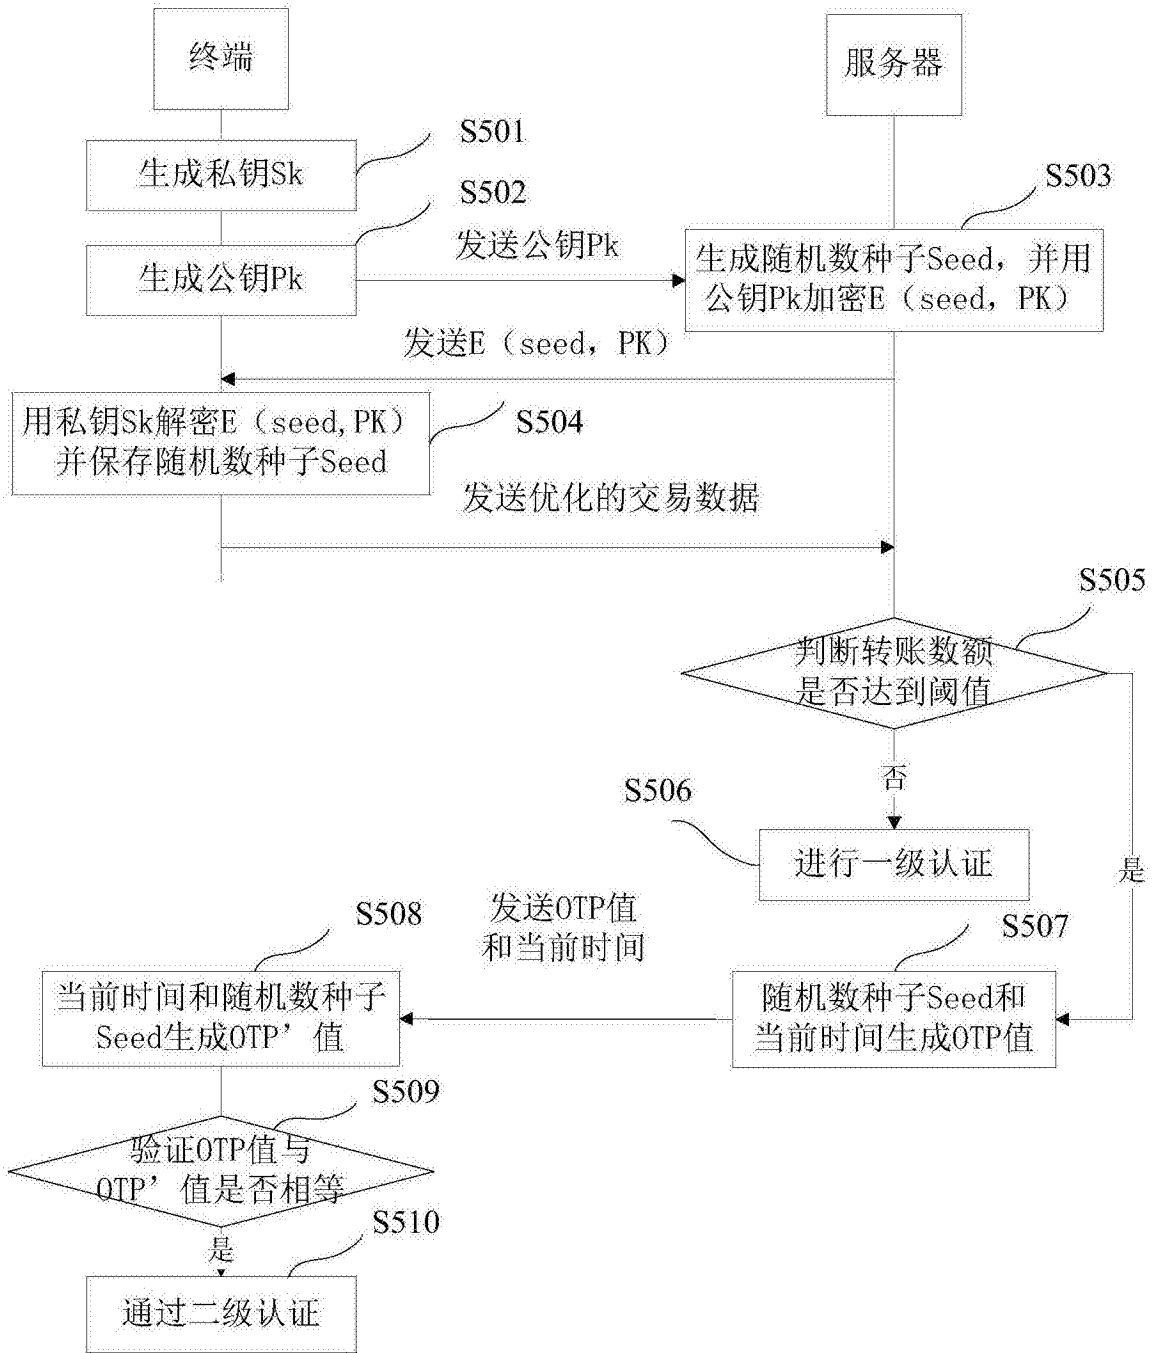 终端
服务器
S501
生成私钥Sk
S502
S503
发送公钥Pk
生成公钥Pk
生成随机数种子Seed，并用
公钥Pk加密E（seed，PK）
发送E（seed，PK）
用私钥Sk解密E（seed,PK）
并保存随机数种子Seed
S504
发送优化的交易数据
S505
判断转账数额
是否达到阈值
否
S506
进行一级认证
是
S508
发送OTP值
和当前时间
S507
当前时间和随机数种子
Seed生成OTP’值
随机数种子Seed和
当前时间生成OTP值
S509
验证OTP值与
OTP’值是否相等
S510
是
通过二级认证